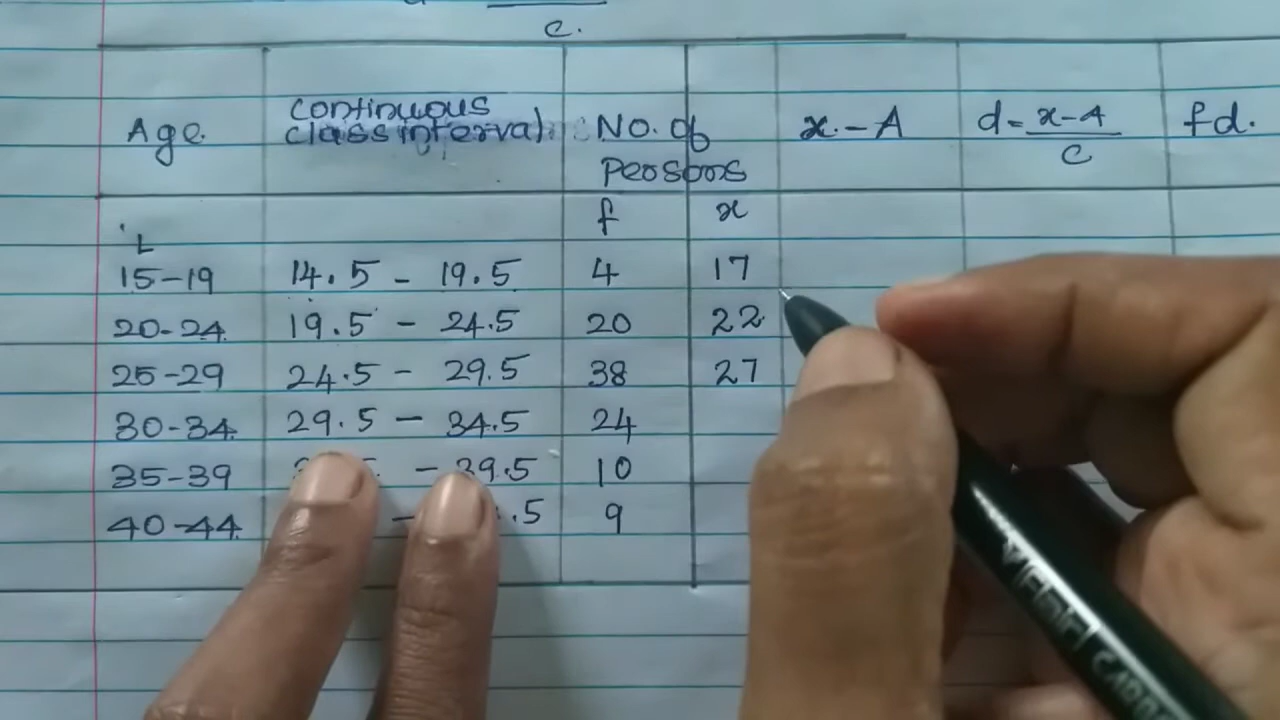 c.
Age. continuous class interval. No. of Persons x - A d = x-A / c fd.
f x
15-19 14.5 - 19.5 4 17
20-24 19.5 - 24.5 20 22
25-29 24.5 - 29.5 38 27
30-34 29.5 - 34.5 24
35-39 - 39.5 10
40-44 - .5 9